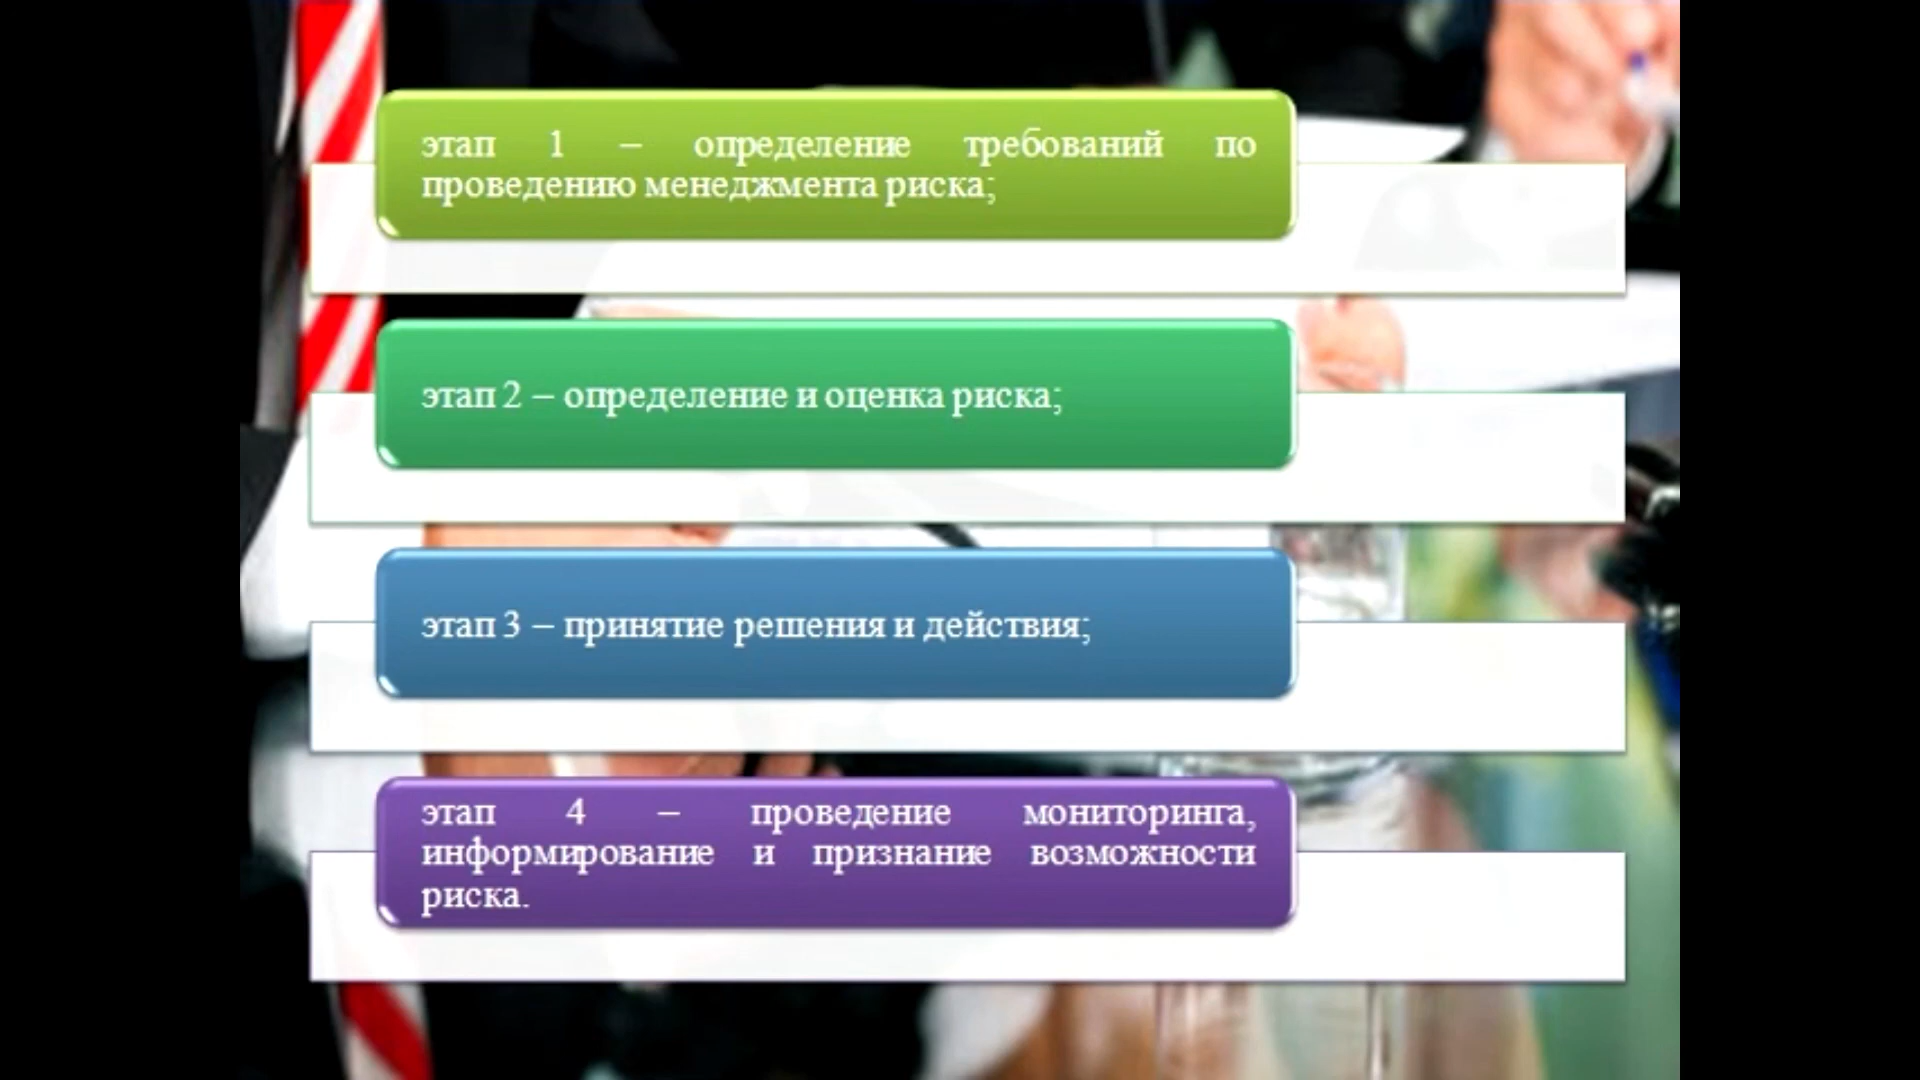 этап 1 – определение требований по
проведению менеджмента риска;
этап 2 – определение и оценка риска;
этап 3 – принятие решения и действия;
этап 4 – проведение мониторинга,
информирование и признание возможности
риска.